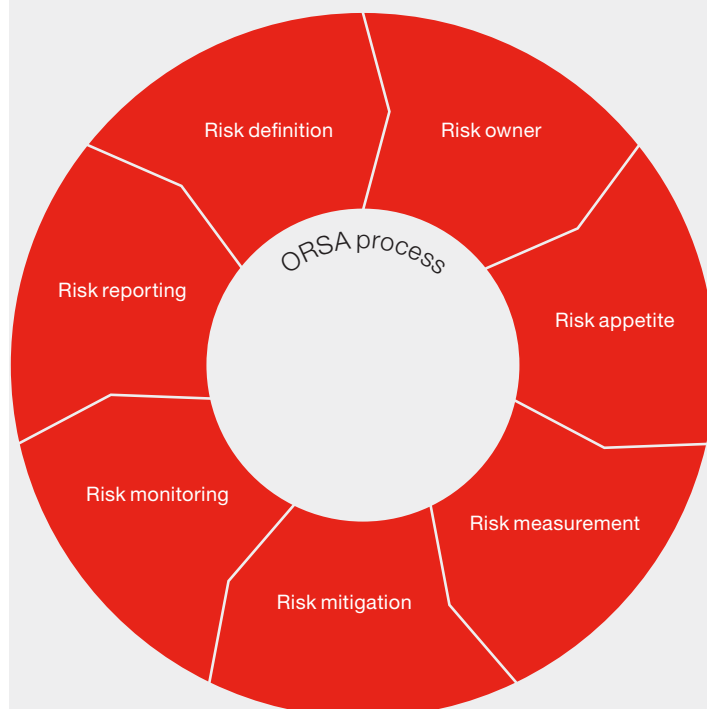 Risk definition
Risk owner
ORSA process
Risk reporting
Risk appetite
Risk monitoring
Risk measurement
Risk mitigation